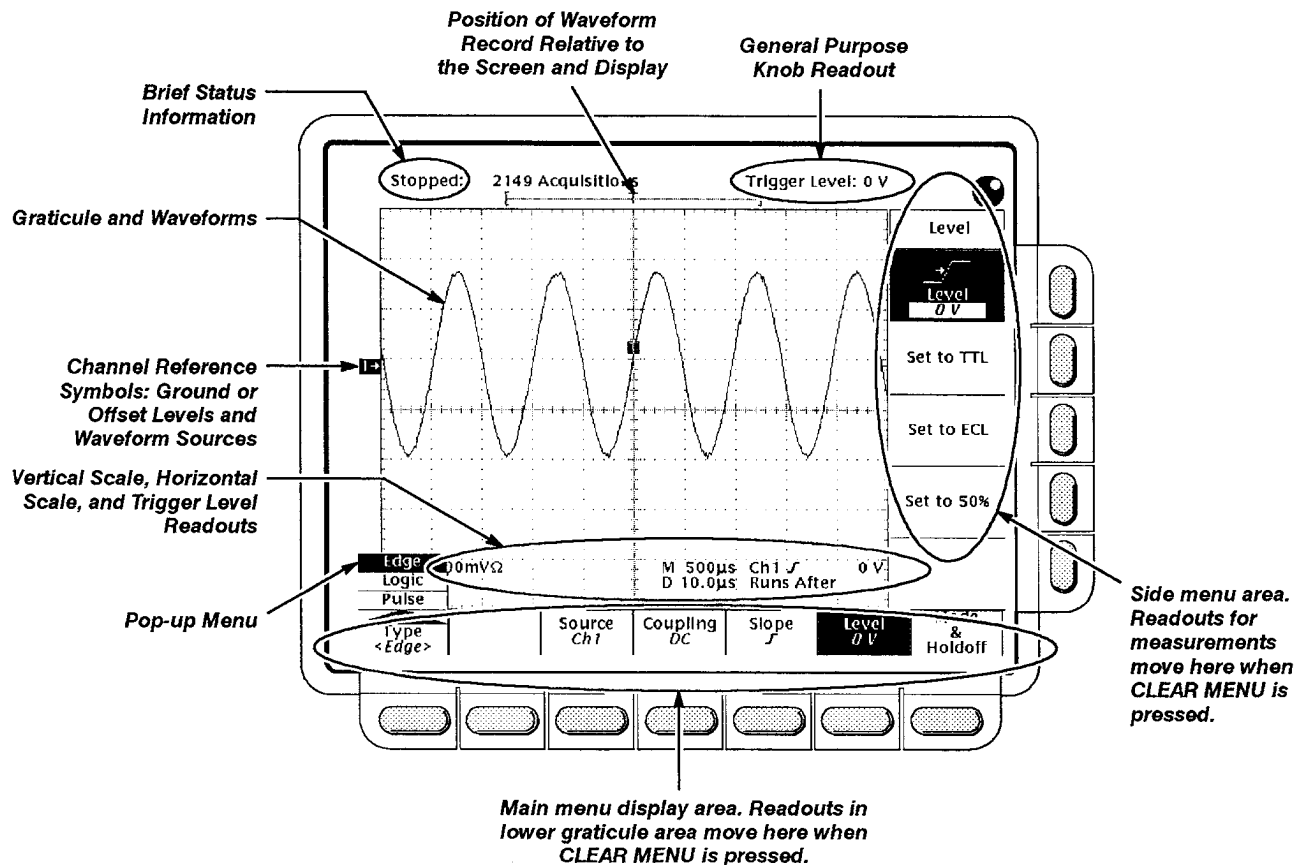 Position of Waveform
Record Relative to
the Screen and Display
General Purpose
Knob Readout
Brief Status
Information
Stopped:
2149 Acquisitions
Trigger Level: 0 V
Graticule and Waveforms
Level
Level
0 V
Channel Reference
Symbols: Ground or
Offset Levels and
Waveform Sources
1
Set to TTL
Set to ECL
Vertical Scale, Horizontal
Scale, and Trigger Level
Readouts
Set to 50%
Edge
Logic
Pulse
00mVΩ
M 500µs Ch1 0 V
D 10.0µs Runs After
Pop-up Menu
Type
<Edge>
Source
Ch1
Coupling
DC
Slope
Level
0 V
&
Holdoff
Side menu area.
Readouts for
measurements
move here when
CLEAR MENU is
pressed.
Main menu display area. Readouts in
lower graticule area move here when
CLEAR MENU is pressed.